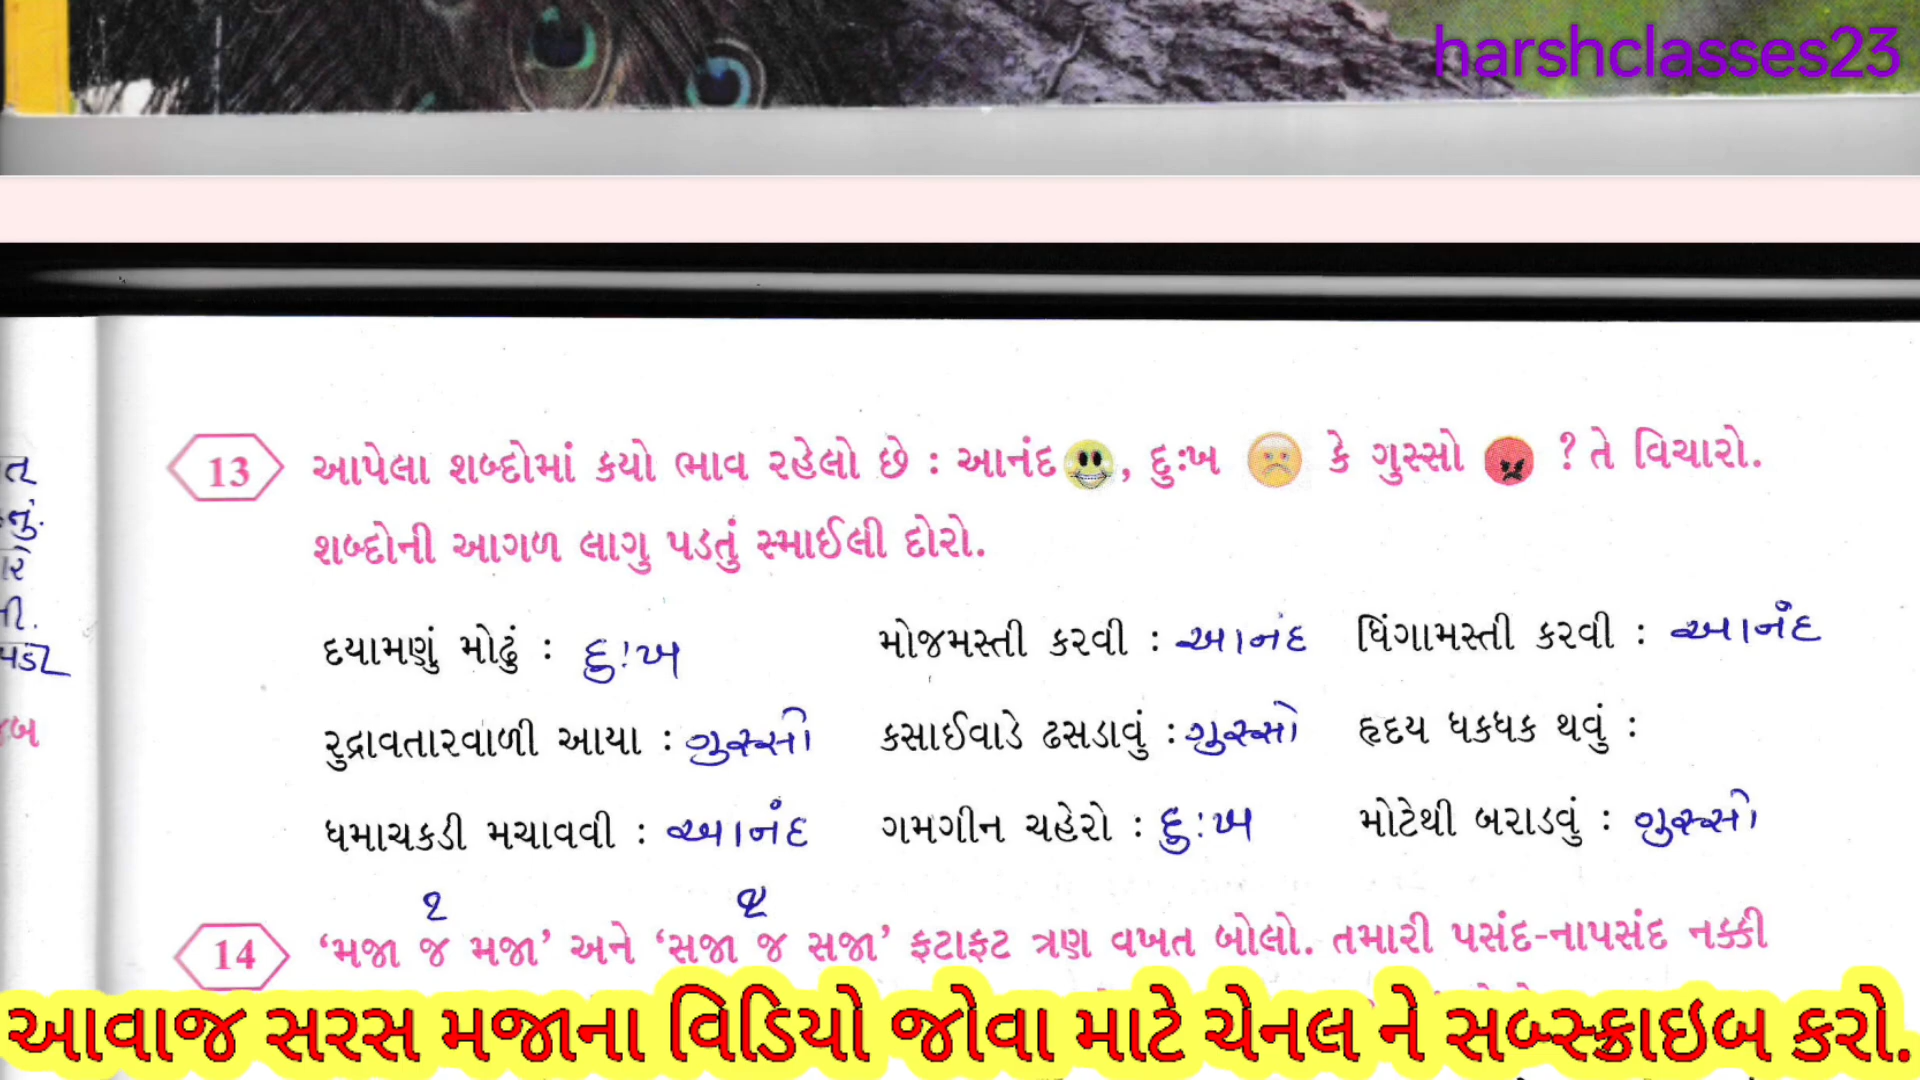 harshclasses23
13 આપેલા શબ્દોમાં કયો ભાવ રહેલો છે : આનંદ , દુઃખ કે ગુસ્સો ? તે વિચારો.
શબ્દોની આગળ લાગુ પડતું સ્માઈલી દોરો.
દયામણું મોઢું : દુઃખ મોજમસ્તી કરવી : આનંદ ધિંગામસ્તી કરવી : આનંદ
રુદ્રાવતારવાળી આયા : ગુસ્સો કસાઈવાડે ઢસડાવું : ગુસ્સો હૃદય ધકધક થવું :
ધમાચકડી મચાવવી : આનંદ ગમગીન ચહેરો : દુઃખ મોટેથી બરાડવું : ગુસ્સો
૧ ૨
14 ‘મજા જ મજા’ અને ‘સજા જ સજા’ ફટાફટ ત્રણ વખત બોલો. તમારી પસંદ-નાપસંદ નક્કી
આવાજ સરસ મજાના વિડિયો જોવા માટે ચેનલ ને સબ્સ્ક્રાઇબ કરો.